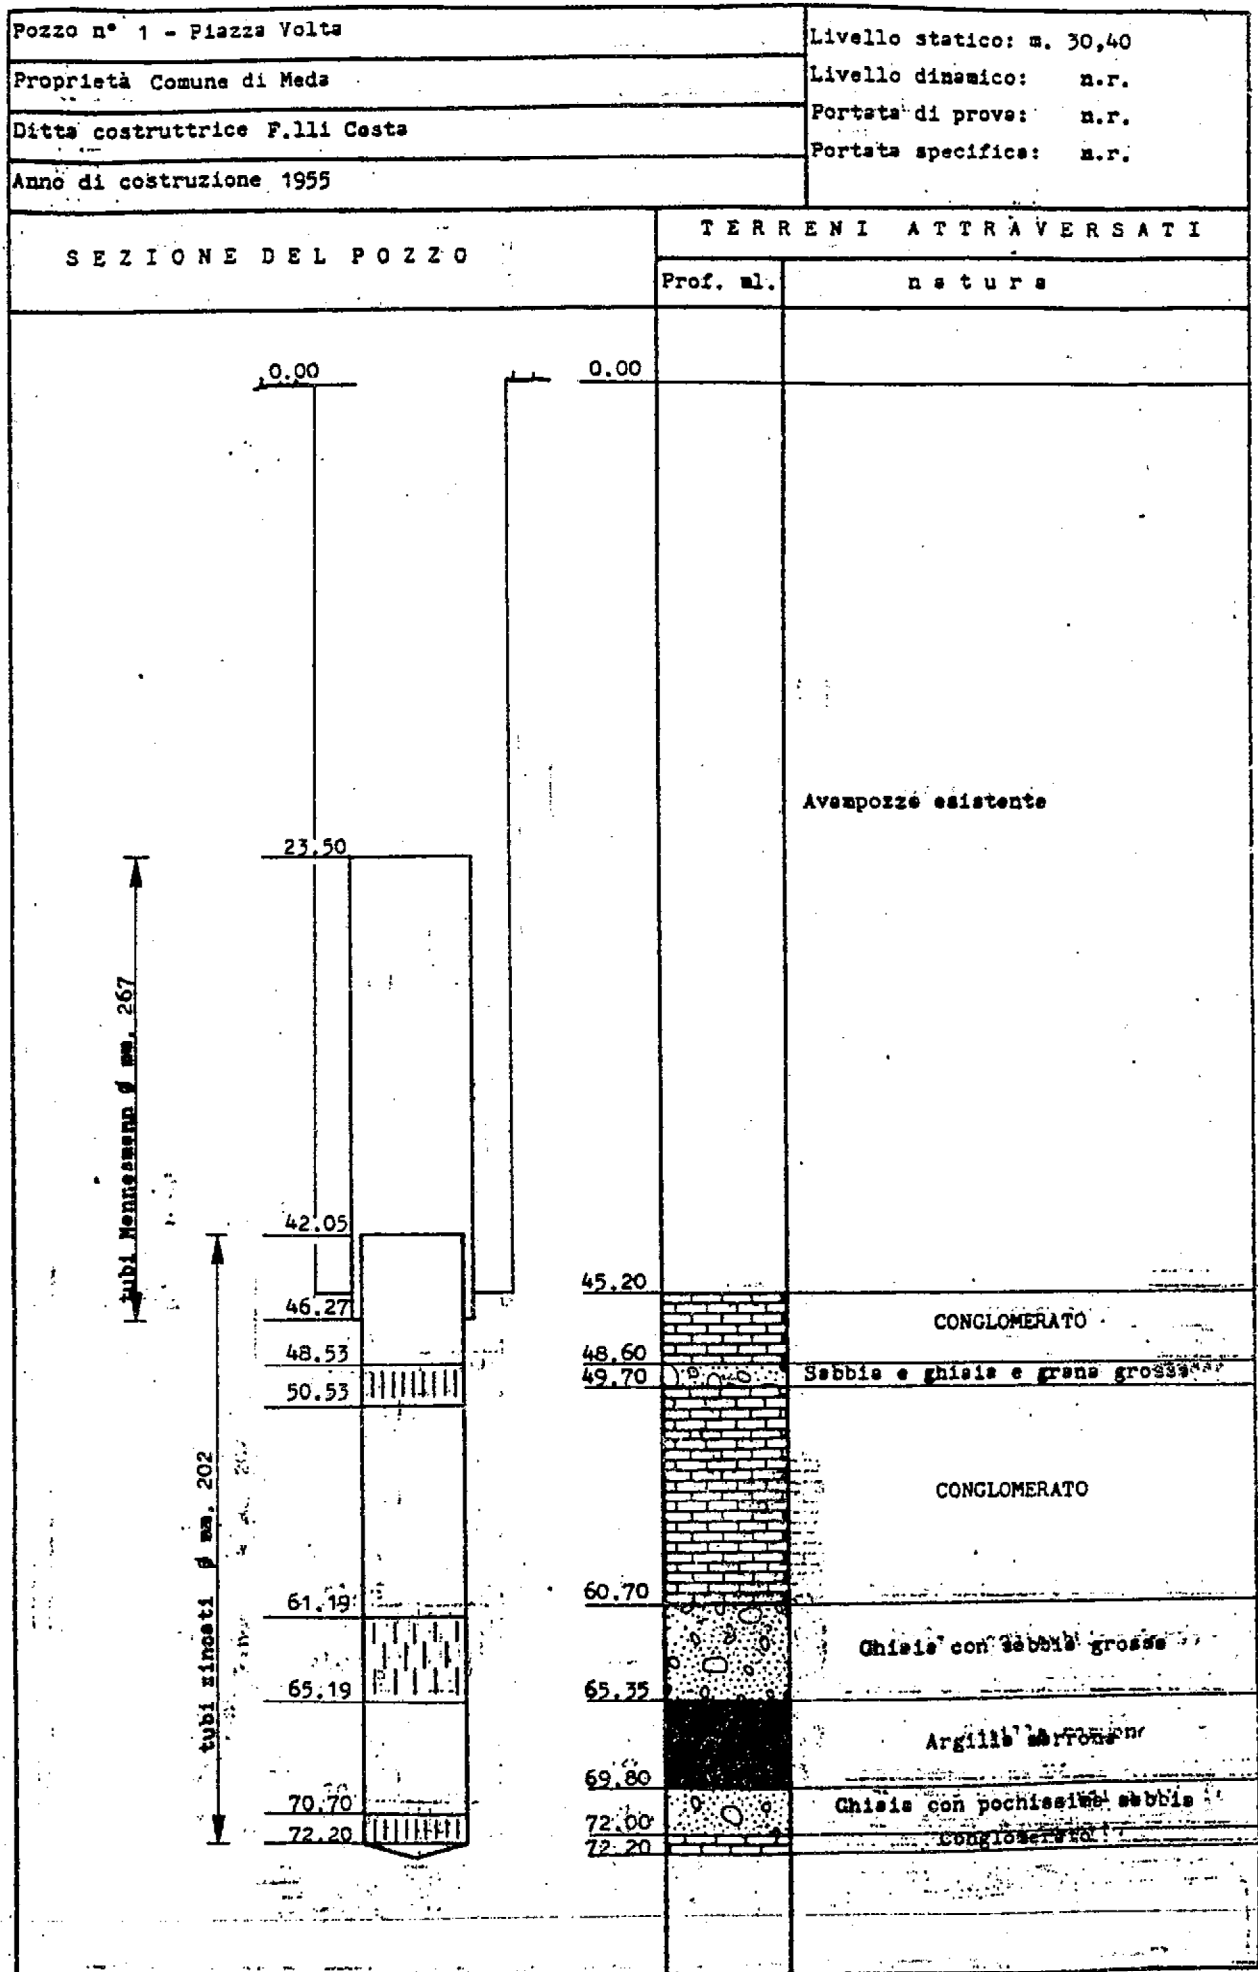 Pozzo n° 1 - Piazza Volta
Proprietà Comune di Meda
Ditta costruttrice F.lli Costa
Anno di costruzione 1955
Livello statico: m. 30,40
Livello dinamico: n.r.
Portata di prova: n.r.
Portata specifica: n.r.
SEZIONE DEL POZZO
TERRENI ATTRAVERSATI
Prof. ml.
natura
0.00
23.50
42.05
46.27
48.53
50.53
61.19
65.19
70.70
72.20
tubi Mannesmann ø mm. 267
tubi zincati ø mm. 202
0.00
Avampozzo esistente
45.20
CONGLOMERATO
48.60
Sabbia e ghiaia a grana grossa
49.70
CONGLOMERATO
60.70
Ghiaia con sabbia grossa
65.35
Argilla marrone
69.80
Ghiaia con pochissima sabbia
72.00
Conglomerato
72.20